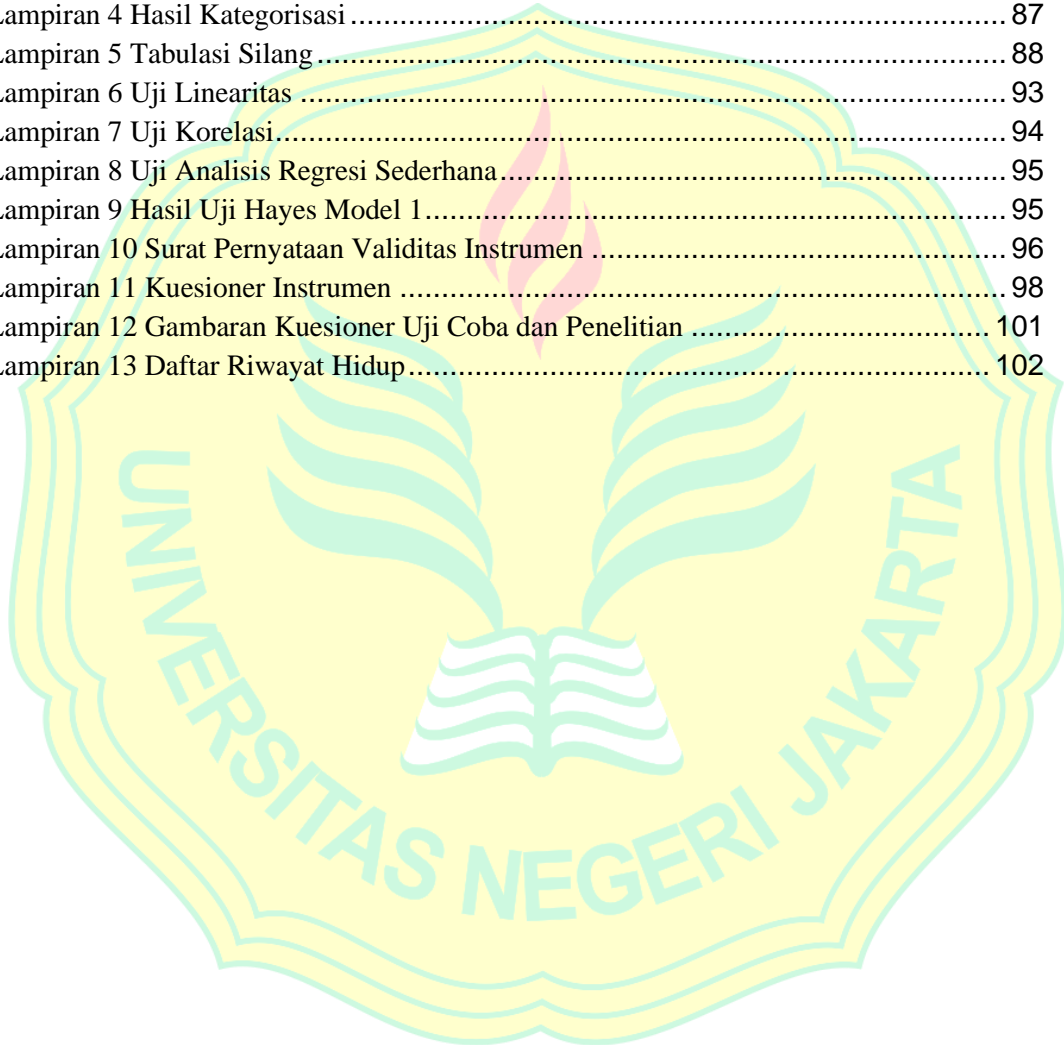 Lampiran 4 Hasil Kategorisasi ........................................................................................ 87
Lampiran 5 Tabulasi Silang ............................................................................................. 88
Lampiran 6 Uji Linearitas ................................................................................................ 93
Lampiran 7 Uji Korelasi................................................................................................... 94
Lampiran 8 Uji Analisis Regresi Sederhana .................................................................... 95
Lampiran 9 Hasil Uji Hayes Model 1 .............................................................................. 95
Lampiran 10 Surat Pernyataan Validitas Instrumen ........................................................ 96
Lampiran 11 Kuesioner Instrumen .................................................................................. 98
Lampiran 12 Gambaran Kuesioner Uji Coba dan Penelitian ......................................... 101
Lampiran 13 Daftar Riwayat Hidup ............................................................................... 102
UNIVERSITAS NEGERI JAKARTA